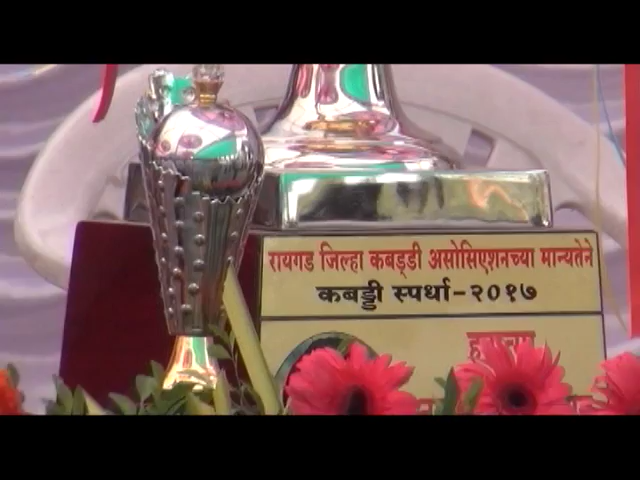 रायगड जिल्हा कबड्डी असोसिएशनच्या मान्यतेने
कबड्डी स्पर्धा-२०१७